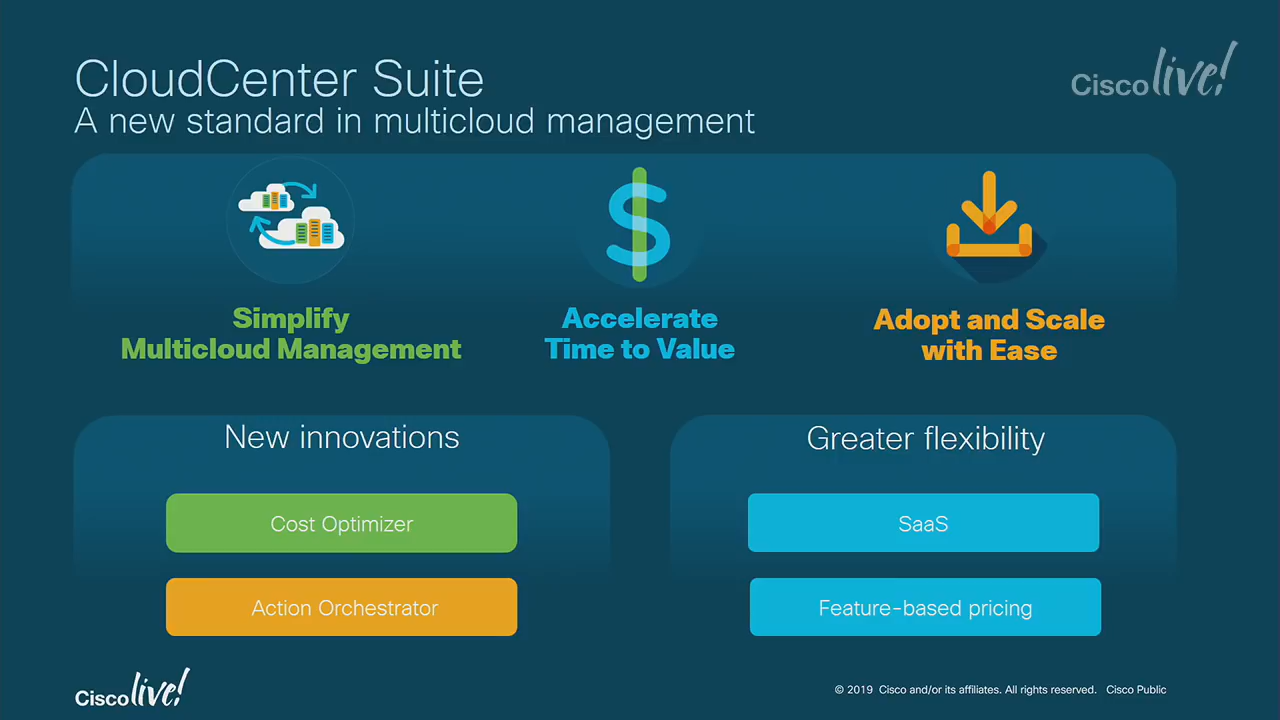 CloudCenter Suite
A new standard in multicloud management
Cisco live!
Simplify
Multicloud Management
Accelerate
Time to Value
Adopt and Scale
with Ease
New innovations
Cost Optimizer
Action Orchestrator
Greater flexibility
SaaS
Feature-based pricing
Cisco live!
© 2019 Cisco and/or its affiliates. All rights reserved. Cisco Public